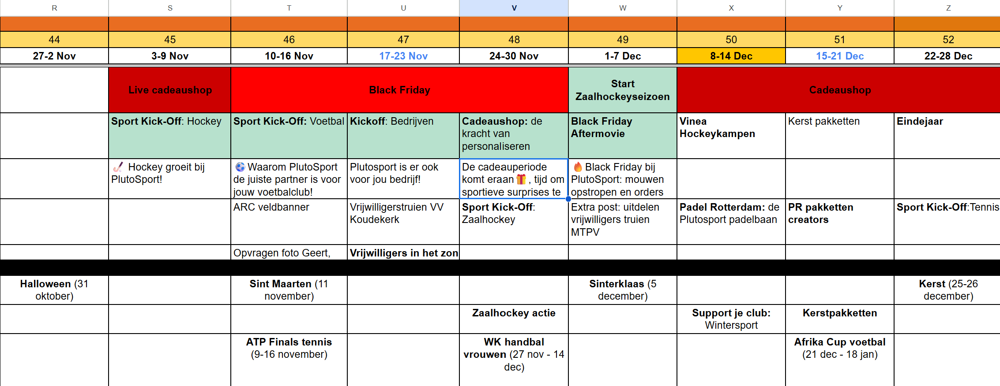 R S T U V W X Y Z
44 45 46 47 48 49 50 51 52
27-2 Nov 3-9 Nov 10-16 Nov 17-23 Nov 24-30 Nov 1-7 Dec 8-14 Dec 15-21 Dec 22-28 Dec
Live cadeaushop
Black Friday
Start
Zaalhockeyseizoen
Cadeaushop
Sport Kick-Off: Hockey
Sport Kick-Off: Voetbal
Kickoff: Bedrijven
Cadeaushop: de
kracht van
personaliseren
Black Friday
Aftermovie
Vinea
Hockeykampen
Kerst pakketten
Eindejaar
🏑 Hockey groeit bij
PlutoSport!
⚽ Waarom PlutoSport
de juiste partner is voor
jouw voetbalclub!
Plutosport is er ook
voor jou bedrijf!
De cadeauperiode
komt eraan 🎁, tijd om
sportieve surprises te
🔥 Black Friday bij
PlutoSport: mouwen
opstropen en orders
ARC veldbanner
Vrijwilligerstruien VV
Koudekerk
Sport Kick-Off:
Zaalhockey
Extra post: uitdelen
vrijwilligers truien
MTPV
Padel Rotterdam: de
Plutosport padelbaan
PR pakketten
creators
Sport Kick-Off:Tennis
Opvragen foto Geert,
Vrijwilligers in het zon
Halloween (31
oktober)
Sint Maarten (11
november)
Sinterklaas (5
december)
Kerst (25-26
december)
Zaalhockey actie
Support je club:
Wintersport
Kerstpakketten
ATP Finals tennis
(9-16 november)
WK handbal
vrouwen (27 nov - 14
dec)
Afrika Cup voetbal
(21 dec - 18 jan)